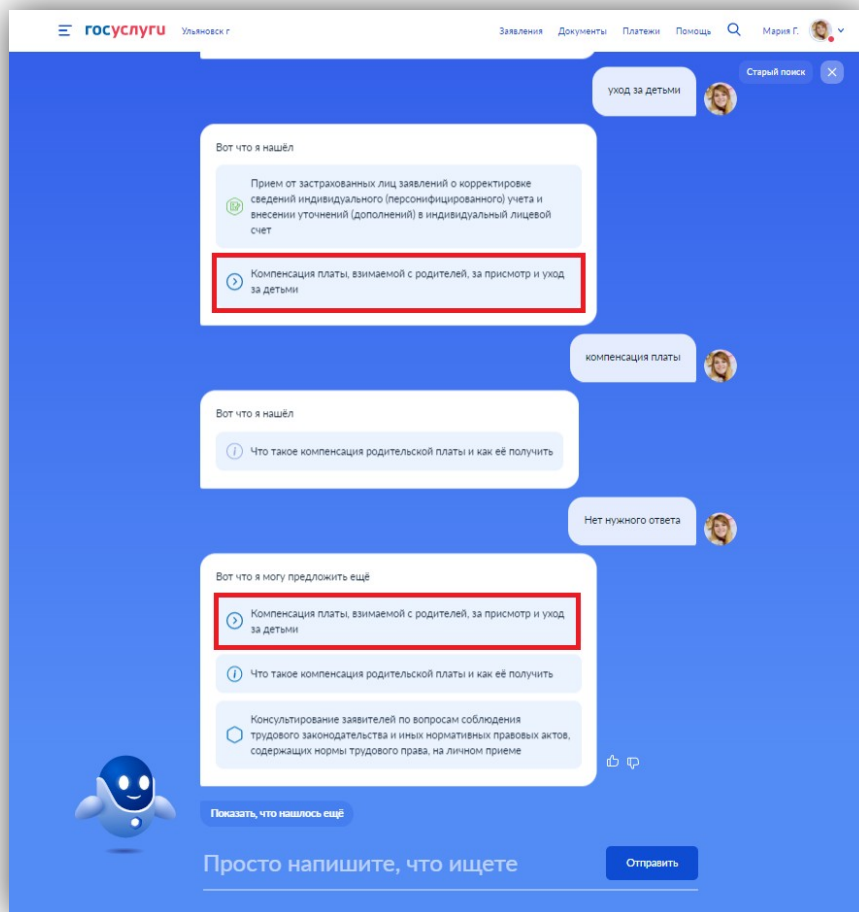 госуслуги Ульяновск г Заявления Документы Платежи Помощь Мария Г.
Старый поиск
уход за детьми
Вот что я нашёл
Прием от застрахованных лиц заявлений о корректировке
сведений индивидуального (персонифицированного) учета и
внесении уточнений (дополнений) в индивидуальный лицевой
счет
Компенсация платы, взимаемой с родителей, за присмотр и уход
за детьми
компенсация платы
Вот что я нашёл
Что такое компенсация родительской платы и как её получить
Нет нужного ответа
Вот что я могу предложить ещё
Компенсация платы, взимаемой с родителей, за присмотр и уход
за детьми
Что такое компенсация родительской платы и как её получить
Консультирование заявителей по вопросам соблюдения
трудового законодательства и иных нормативных правовых актов,
содержащих нормы трудового права, на личном приеме
Показать, что нашлось ещё
Просто напишите, что ищете
Отправить